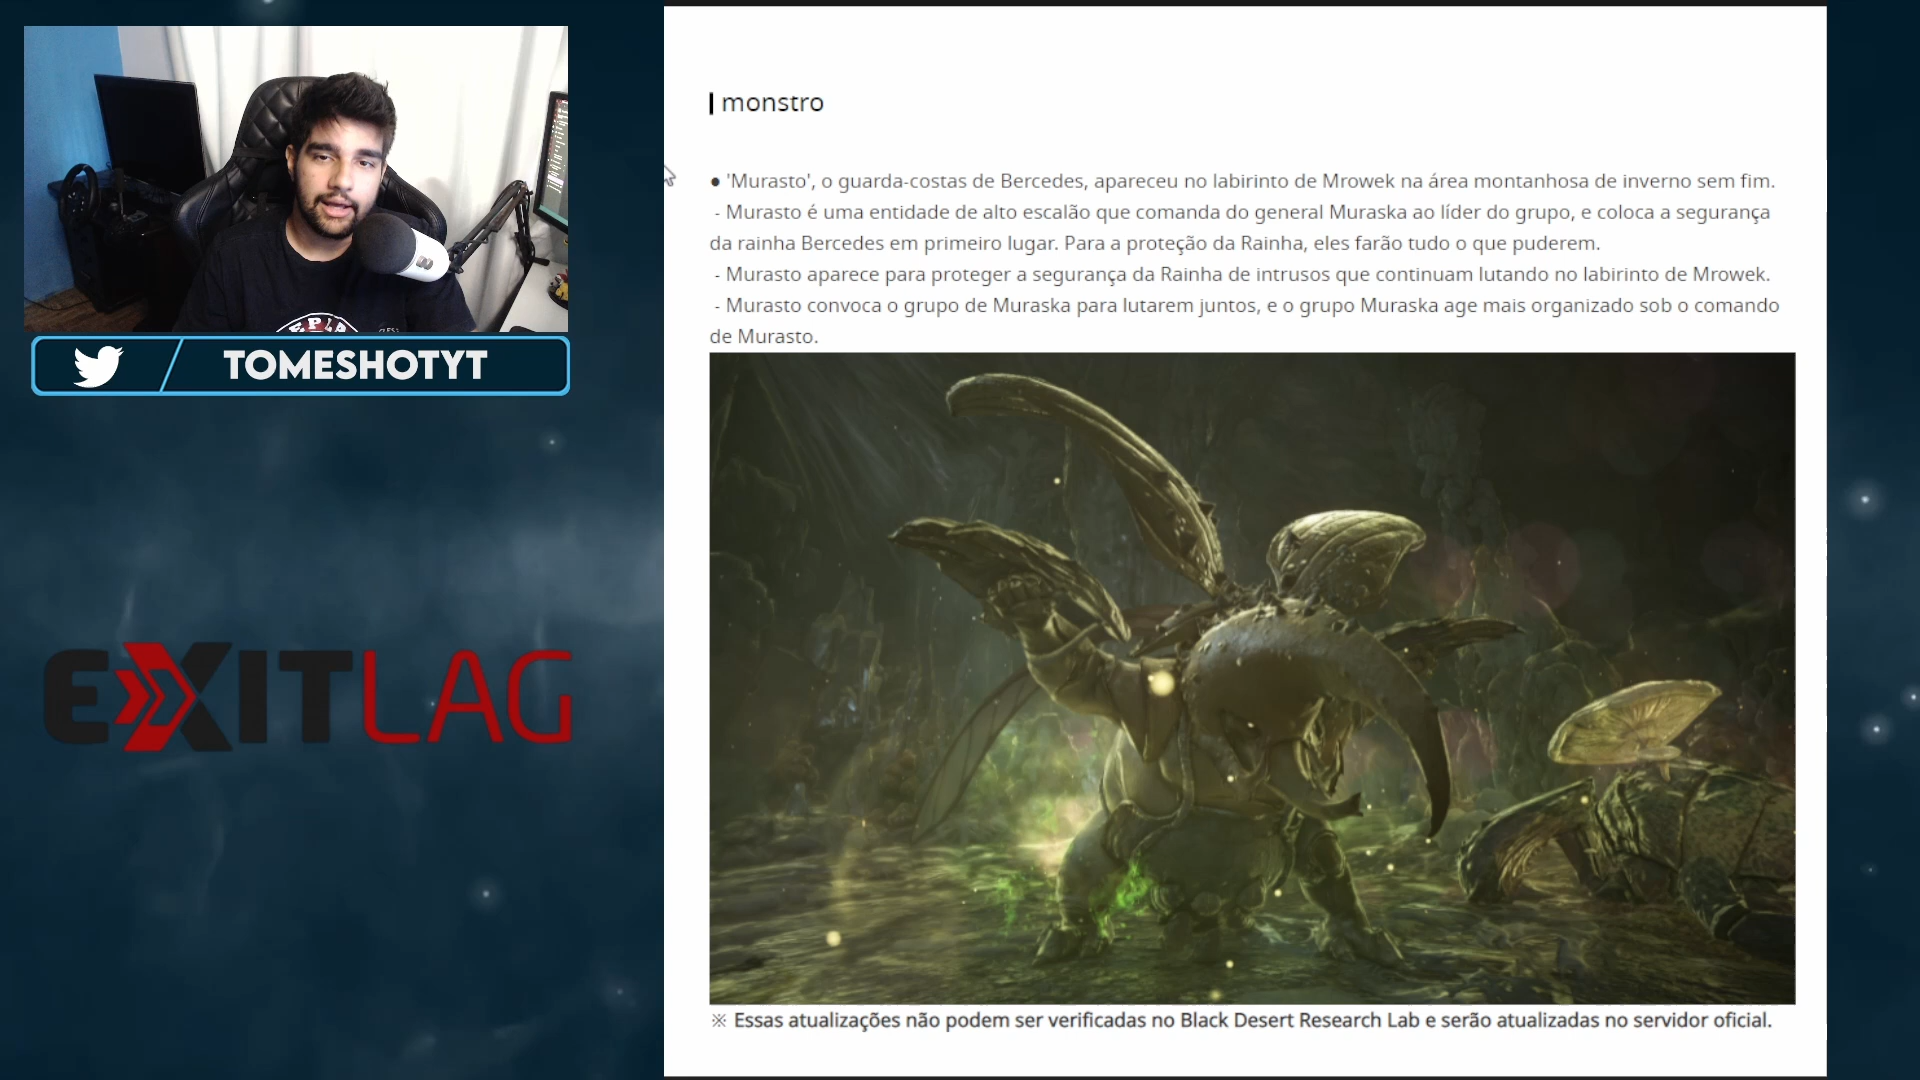 TOMESHOTYT
EXITLAG
monstro
● 'Murasto', o guarda-costas de Bercedes, apareceu no labirinto de Mrowek na área montanhosa de inverno sem fim.
- Murasto é uma entidade de alto escalão que comanda do general Muraska ao líder do grupo, e coloca a segurança
da rainha Bercedes em primeiro lugar. Para a proteção da Rainha, eles farão tudo o que puderem.
- Murasto aparece para proteger a segurança da Rainha de intrusos que continuam lutando no labirinto de Mrowek.
- Murasto convoca o grupo de Muraska para lutarem juntos, e o grupo Muraska age mais organizado sob o comando
de Murasto.
※ Essas atualizações não podem ser verificadas no Black Desert Research Lab e serão atualizadas no servidor oficial.